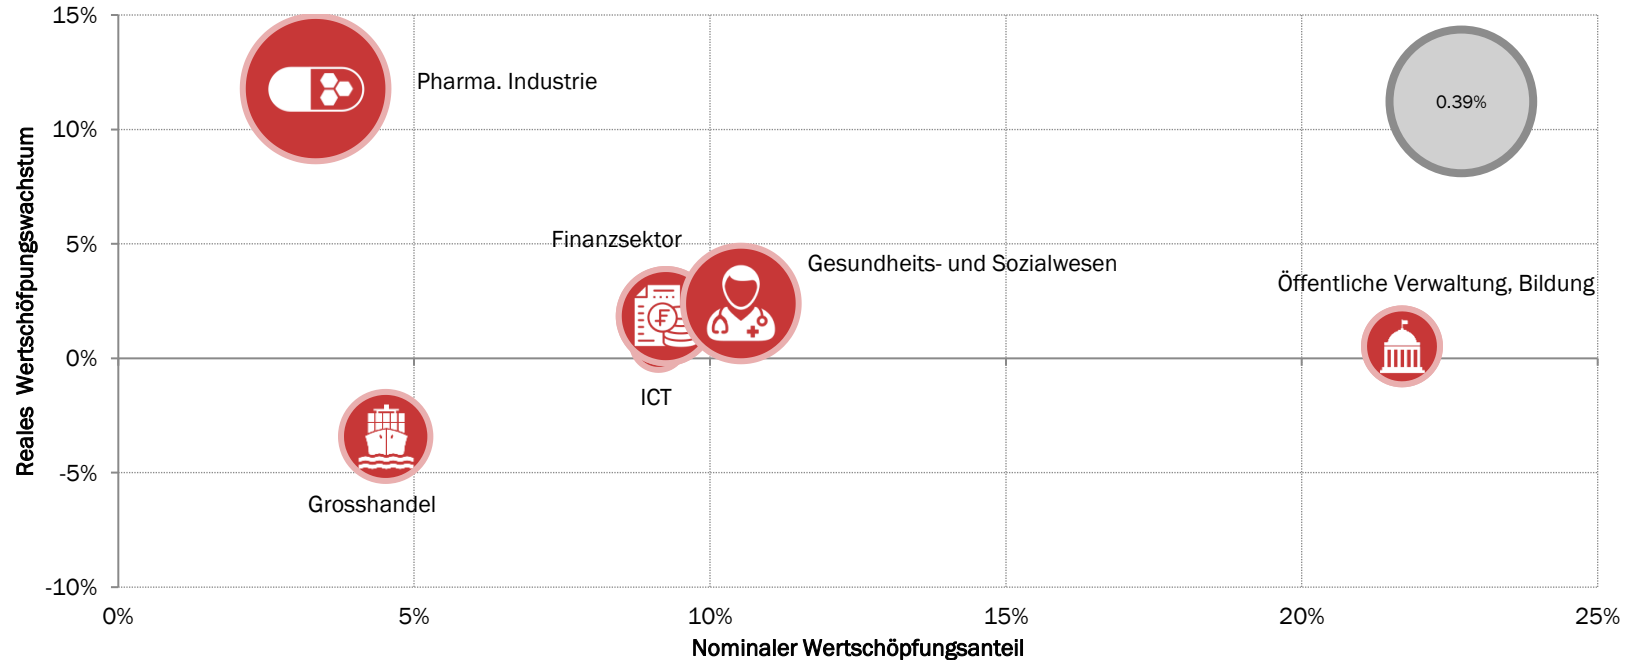 15%
Pharma. Industrie
0.39%
10%
Finanzsektor
5%
Gesundheits- und Sozialwesen
Öffentliche Verwaltung, Bildung
0%
ICT
-5%
Grosshandel
-10%
Reales Wertschöfpungswachstum
0% 5% 10% 15% 20% 25%
Nominaler Wertschöpfungsanteil